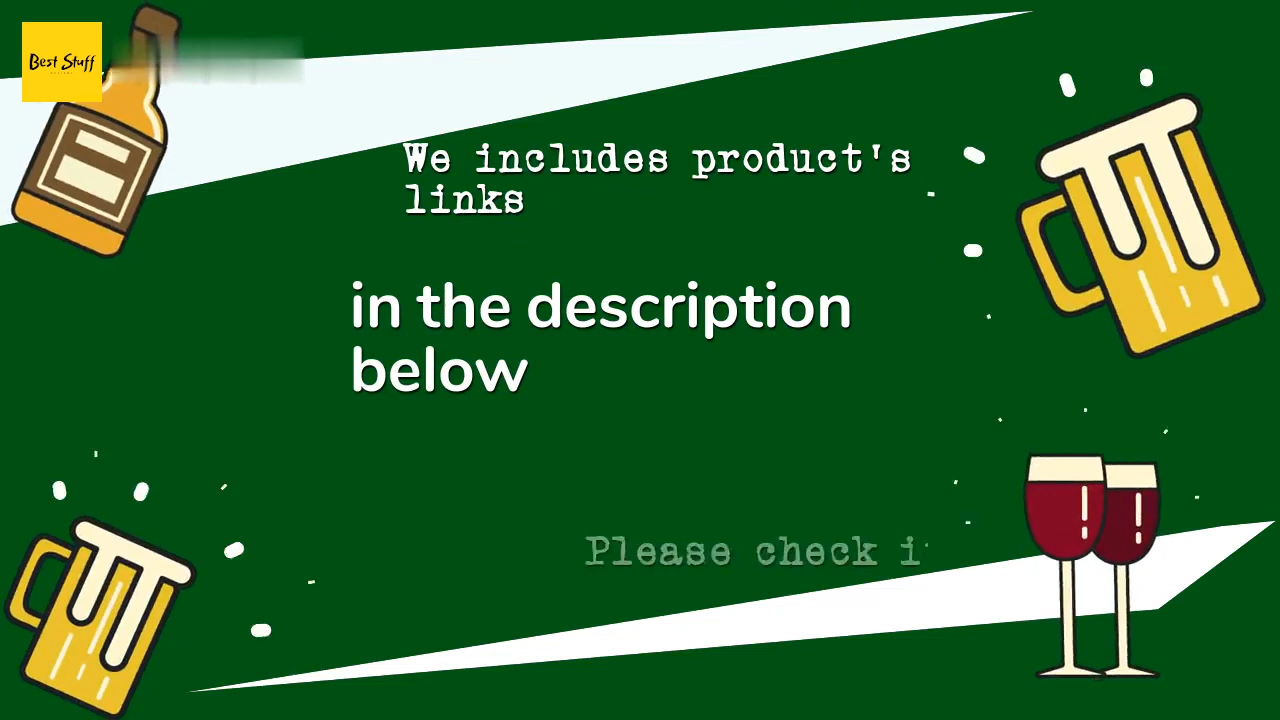 Best Stuff
We includes product's
links
in the description
below
Please check i